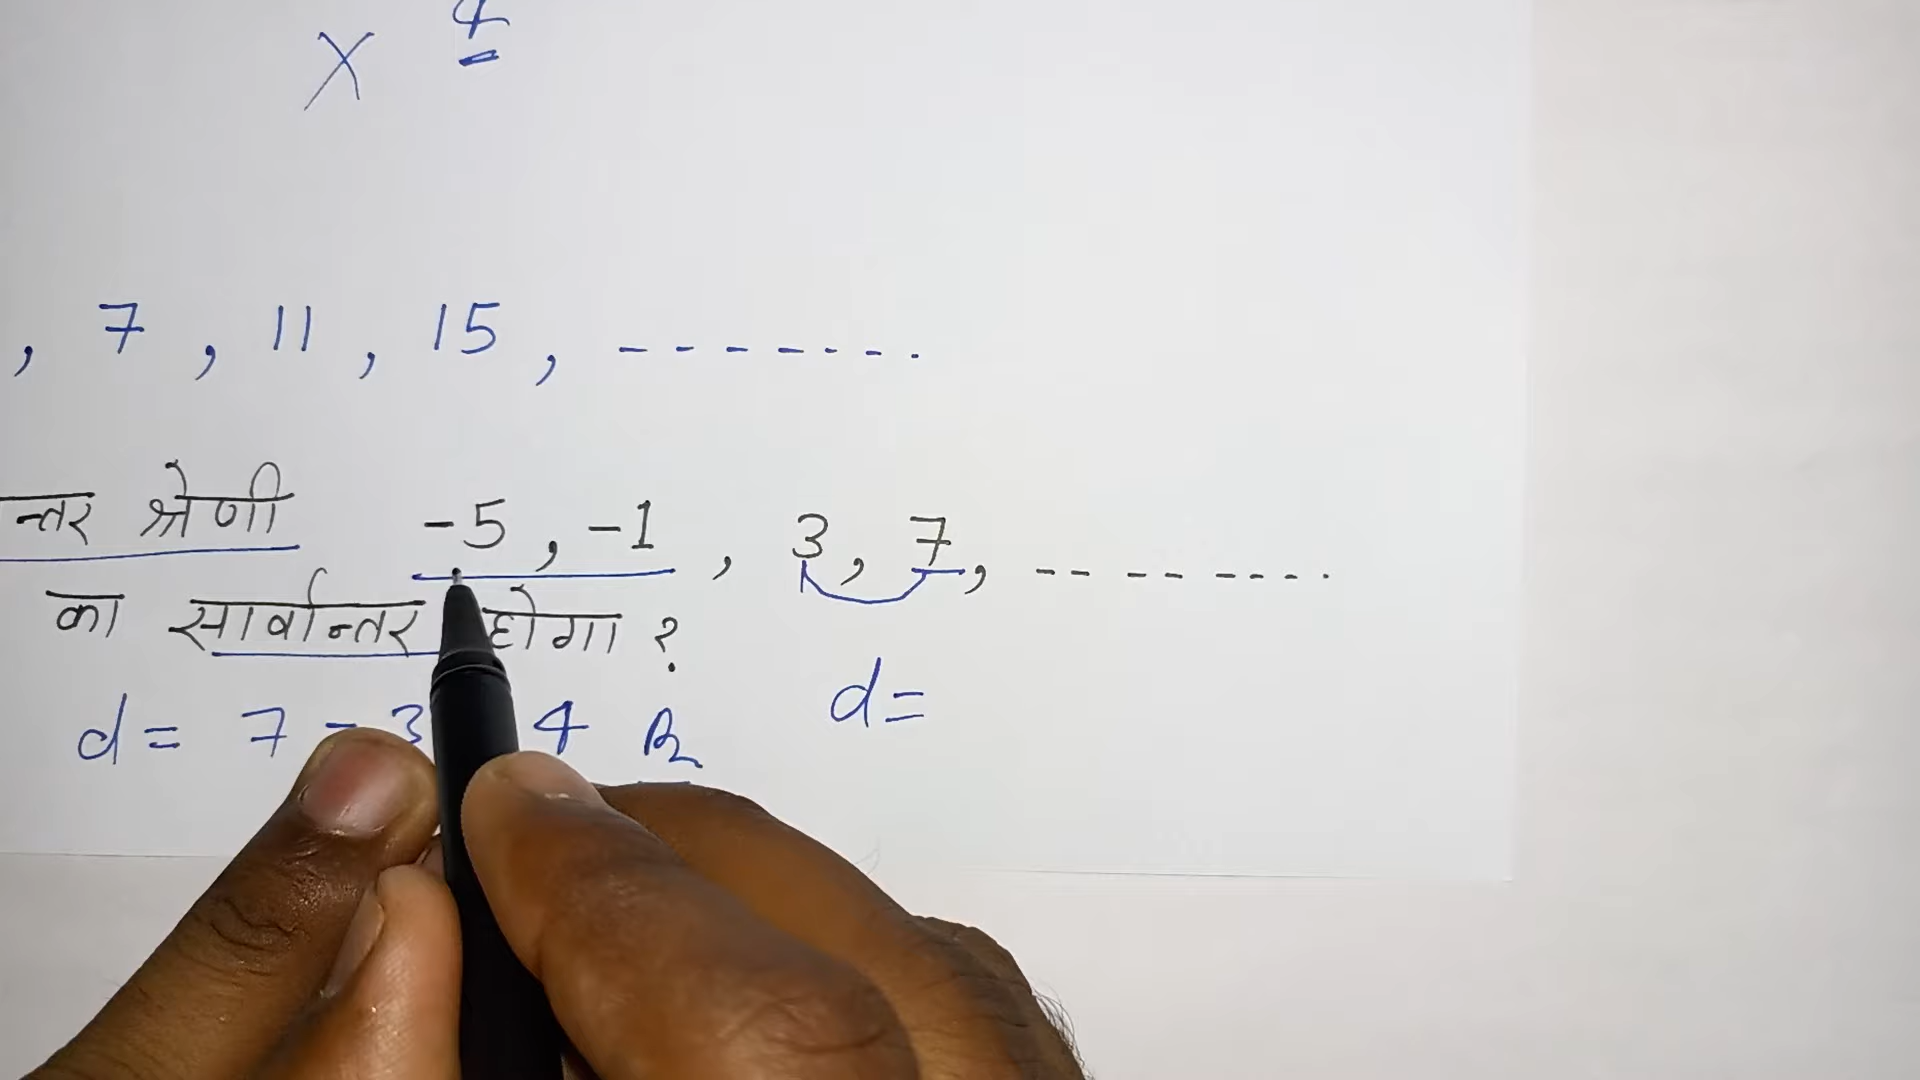 X 4
, 7 , 11 , 15 , - - - - - - .
न्तर श्रेणी -5 , -1 , 3 , 7 , - - - - - - - .
का सार्वान्तर होगा ?
d = 7 - 3 4 d =